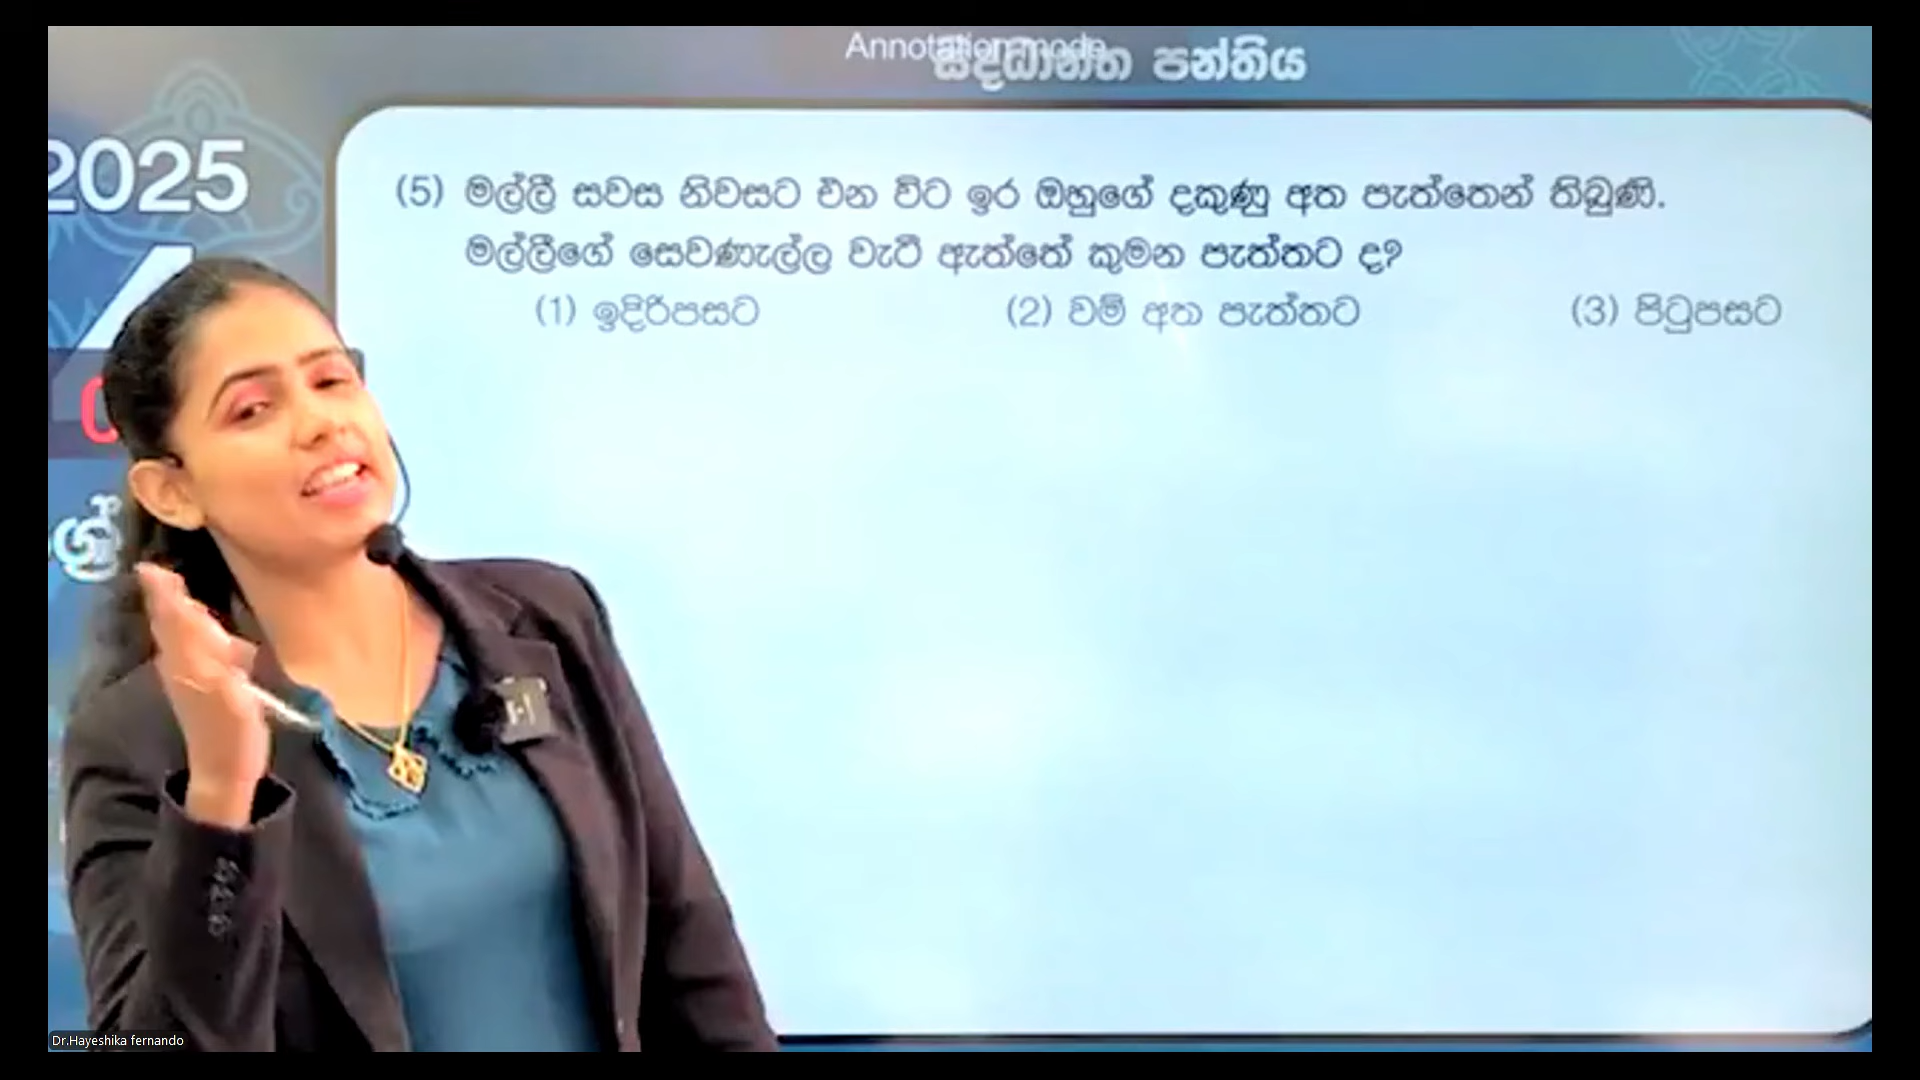 Annotation mode
සිද්ධාන්ත පන්තිය
2025
(5) මල්ලී සවස නිවසට එන විට ඉර ඔහුගේ දකුණු අත පැත්තෙන් තිබුණි.
මල්ලීගේ සෙවණැල්ල වැටී ඇත්තේ කුමන පැත්තට ද?
(1) ඉදිරිපසට (2) වම් අත පැත්තට (3) පිටුපසට
Dr.Hayeshika fernando